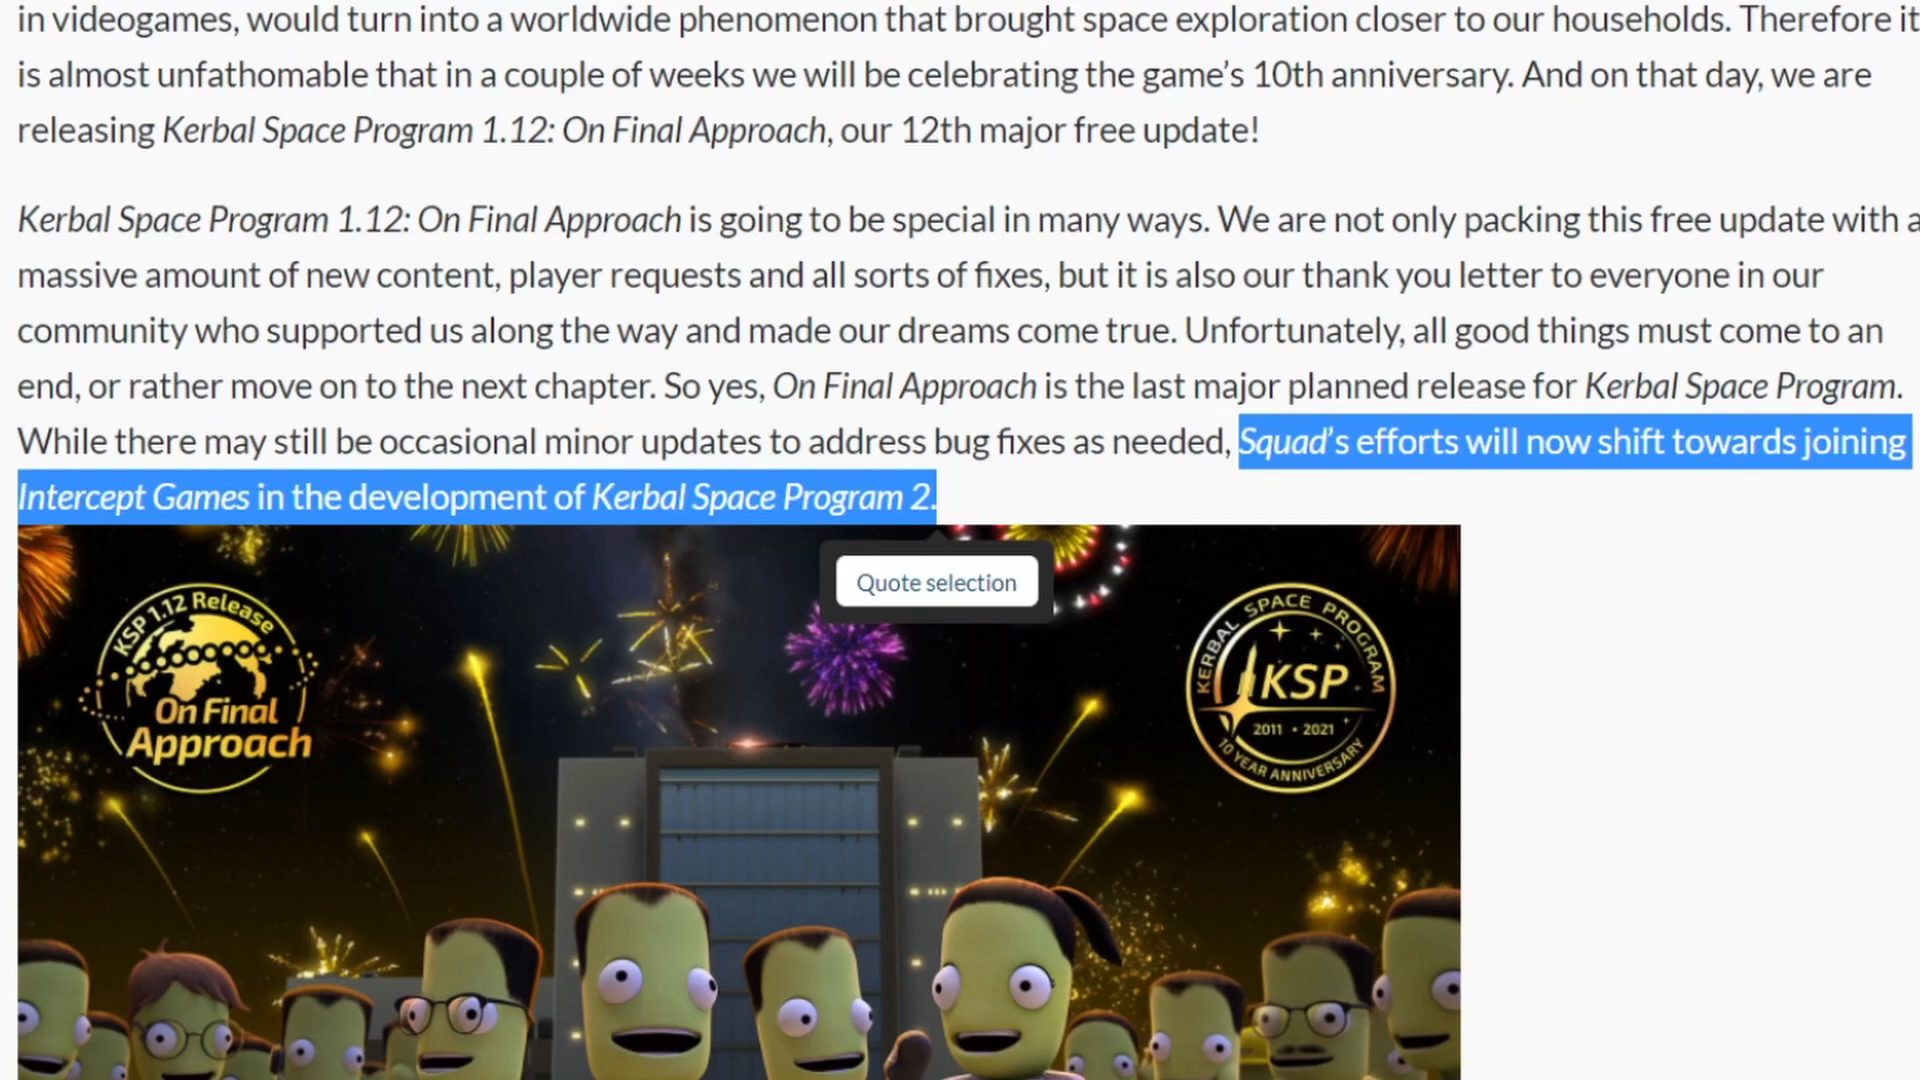 in videogames, would turn into a worldwide phenomenon that brought space exploration closer to our households. Therefore it
is almost unfathomable that in a couple of weeks we will be celebrating the game’s 10th anniversary. And on that day, we are
releasing Kerbal Space Program 1.12: On Final Approach, our 12th major free update!
Kerbal Space Program 1.12: On Final Approach is going to be special in many ways. We are not only packing this free update with a
massive amount of new content, player requests and all sorts of fixes, but it is also our thank you letter to everyone in our
community who supported us along the way and made our dreams come true. Unfortunately, all good things must come to an
end, or rather move on to the next chapter. So yes, On Final Approach is the last major planned release for Kerbal Space Program.
While there may still be occasional minor updates to address bug fixes as needed, Squad’s efforts will now shift towards joining
Intercept Games in the development of Kerbal Space Program 2.
Quote selection
KSP 1.12 Release
On Final
Approach
KERBAL SPACE PROGRAM
KSP
2011 • 2021
10 YEAR ANNIVERSARY